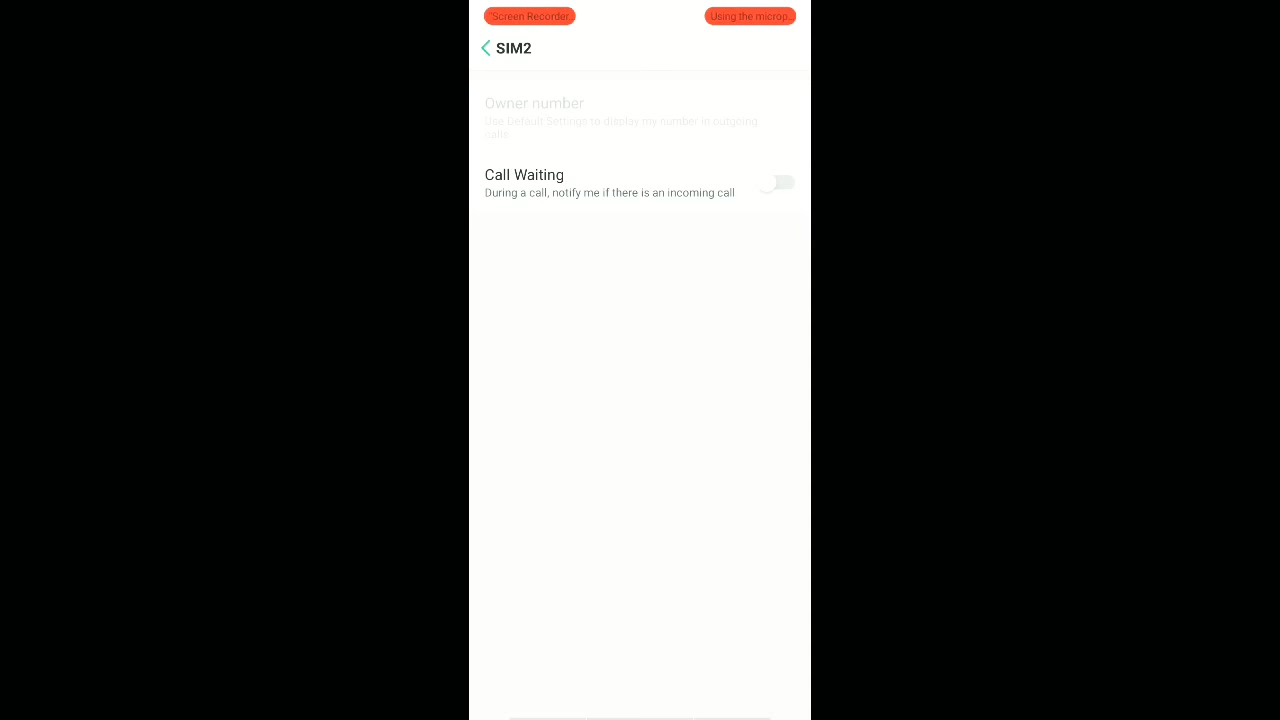 "Screen Recorder...
Using the microp...
SIM2
Owner number
Use Default Settings to display my number in outgoing
calls
Call Waiting
During a call, notify me if there is an incoming call